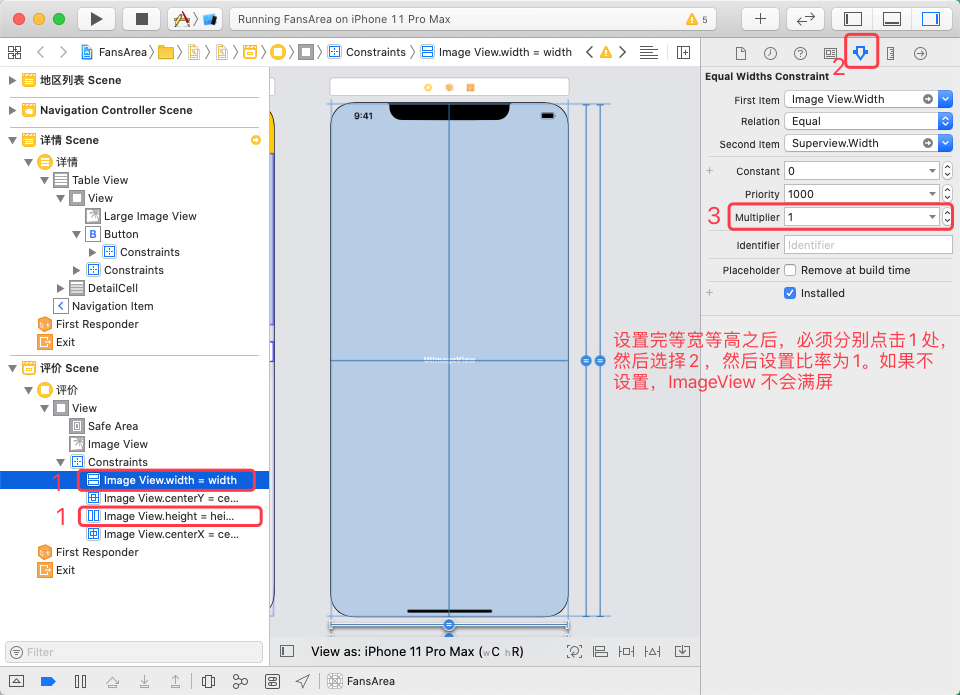 Running FansArea on iPhone 11 Pro Max
5
FansArea
Constraints
Image View.width = width
地区列表 Scene
Navigation Controller Scene
详情 Scene
详情
Table View
View
Large Image View
B Button
Constraints
Constraints
DetailCell
Navigation Item
First Responder
Exit
评价 Scene
评价
View
Safe Area
Image View
Constraints
1 Image View.width = width
Image View.centerY = ce...
1 Image View.height = hei...
Image View.centerX = ce...
First Responder
Exit
Filter
9:41
UIImageView
View as: iPhone 11 Pro Max (wC hR)
FansArea
2
Equal Widths Constraint
First Item Image View.Width
Relation Equal
Second Item Superview.Width
Constant 0
Priority 1000
3 Multiplier 1
Identifier Identifier
Placeholder Remove at build time
Installed
设置完等宽等高之后，必须分别点击1处，
然后选择2，然后设置比率为1。如果不
设置，ImageView 不会满屏